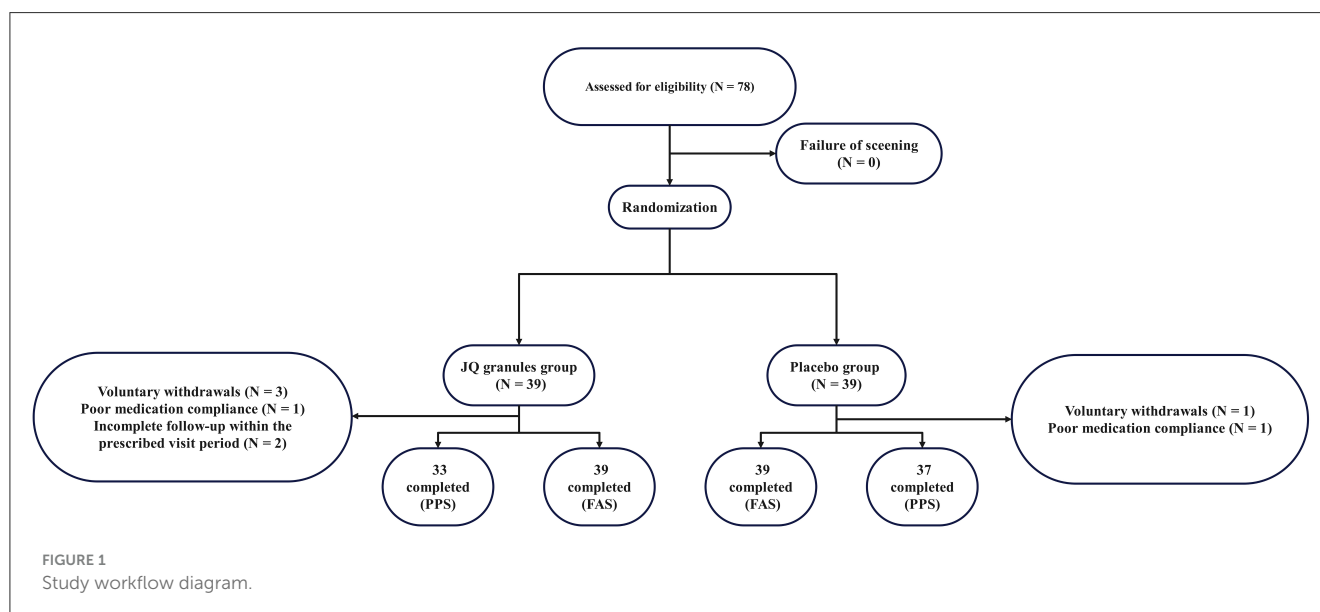 Assessed for eligibility (N = 78)
Failure of sceening
(N = 0)
Randomization
JQ granules group
(N = 39)
Placebo group
(N = 39)
Voluntary withdrawals (N = 3)
Poor medication compliance (N = 1)
Incomplete follow-up within the
prescribed visit period (N = 2)
Voluntary withdrawals (N = 1)
Poor medication compliance (N = 1)
33
completed
(PPS)
39
completed
(FAS)
39
completed
(FAS)
37
completed
(PPS)
FIGURE 1
Study workflow diagram.